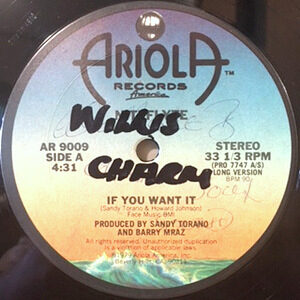 ARIOLA™
RECORDS
America
WILLIS
CHARM
AR 9009
SIDE A
4:31
STEREO
33 1/3 RPM
(PRO 7747 A/S)
LONG VERSION
BPM 90
IF YOU WANT IT
(Sandy Torano & Howard Johnson)
Face Music BMI
PRODUCED BY SANDY TORANO
AND BARRY MRAZ
All rights reserved. Unauthorized duplication
is a violation of applicable laws.
©1979 Ariola America, Inc.